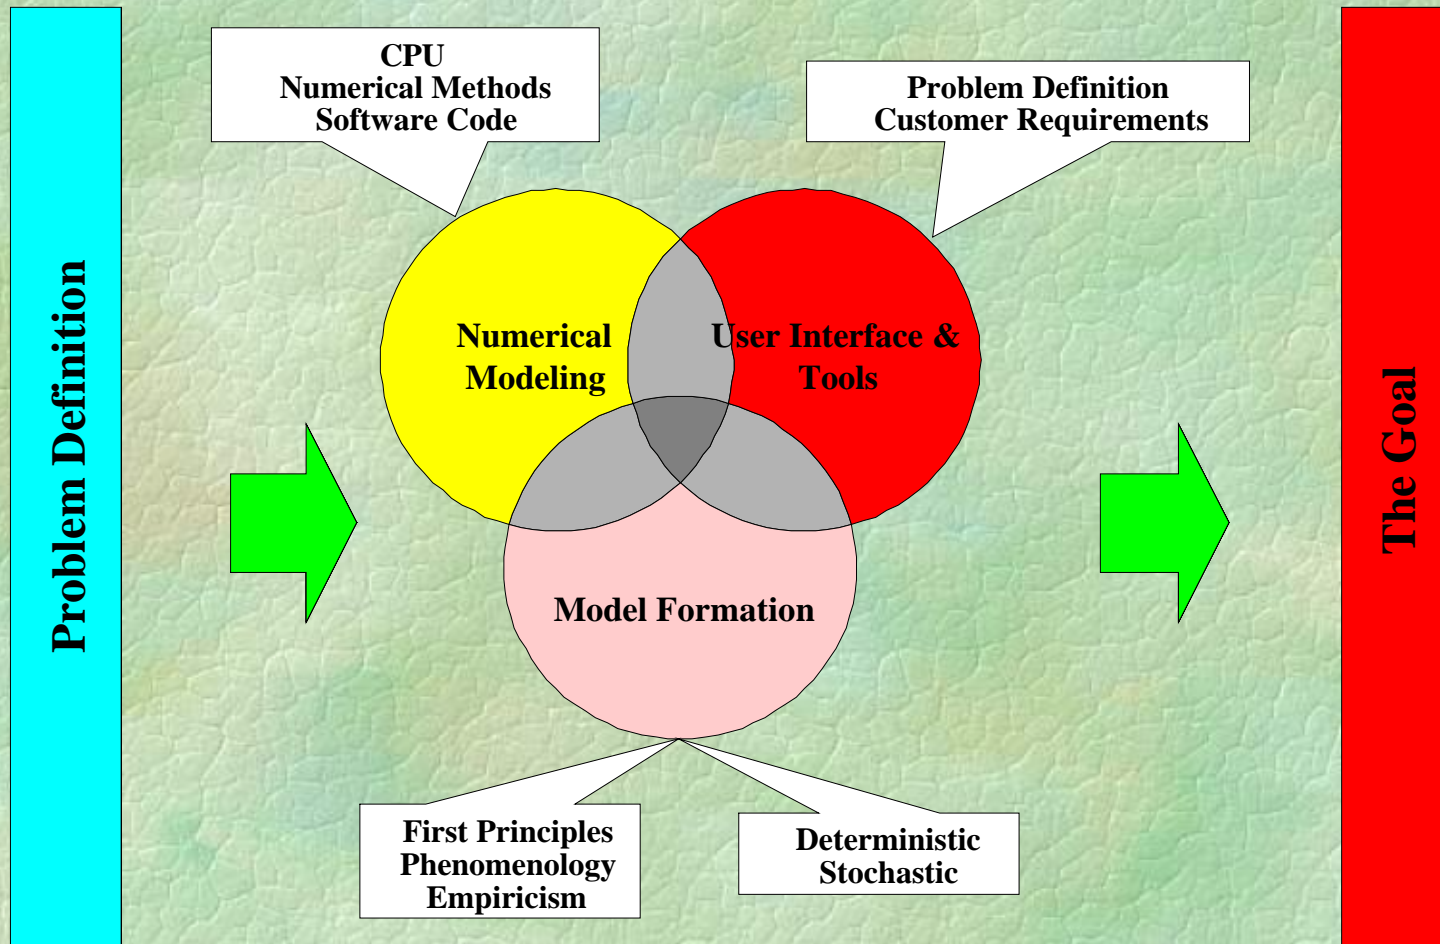 Problem Definition
CPU
Numerical Methods
Software Code
Problem Definition
Customer Requirements
Numerical
Modeling
User Interface &
Tools
Model Formation
First Principles
Phenomenology
Empiricism
Deterministic
Stochastic
The Goal